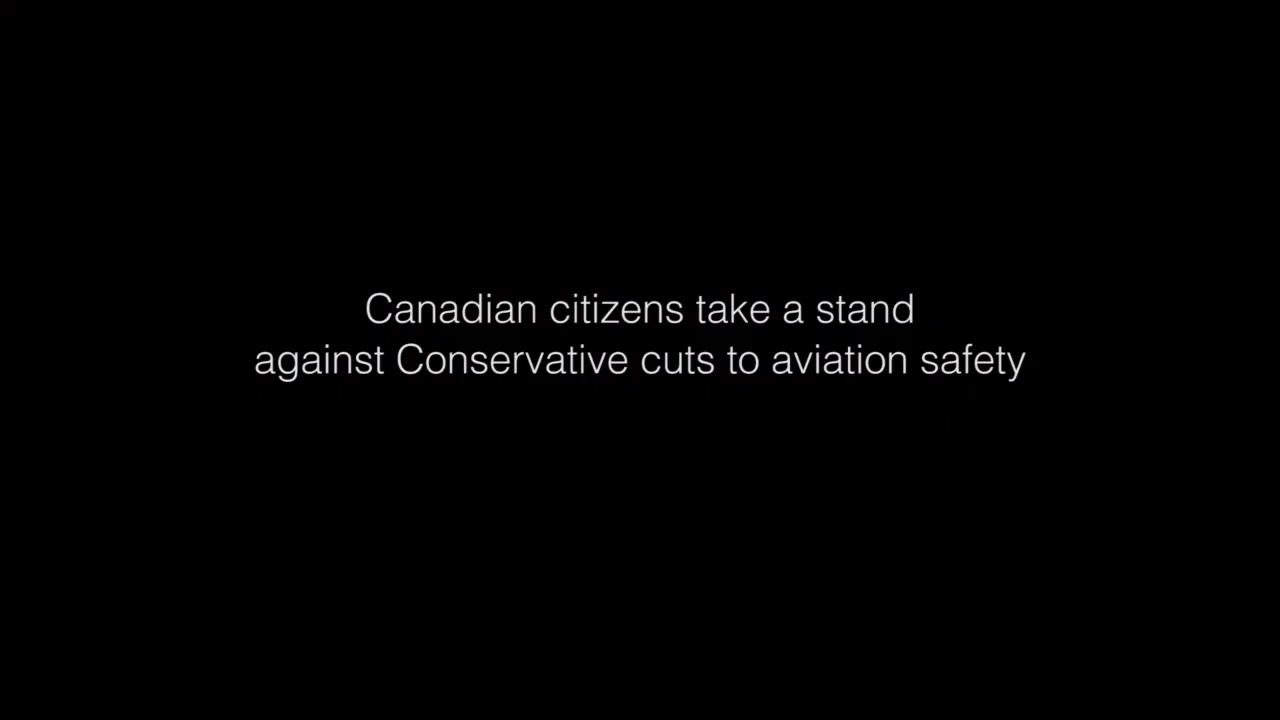 Canadian citizens take a stand
against Conservative cuts to aviation safety